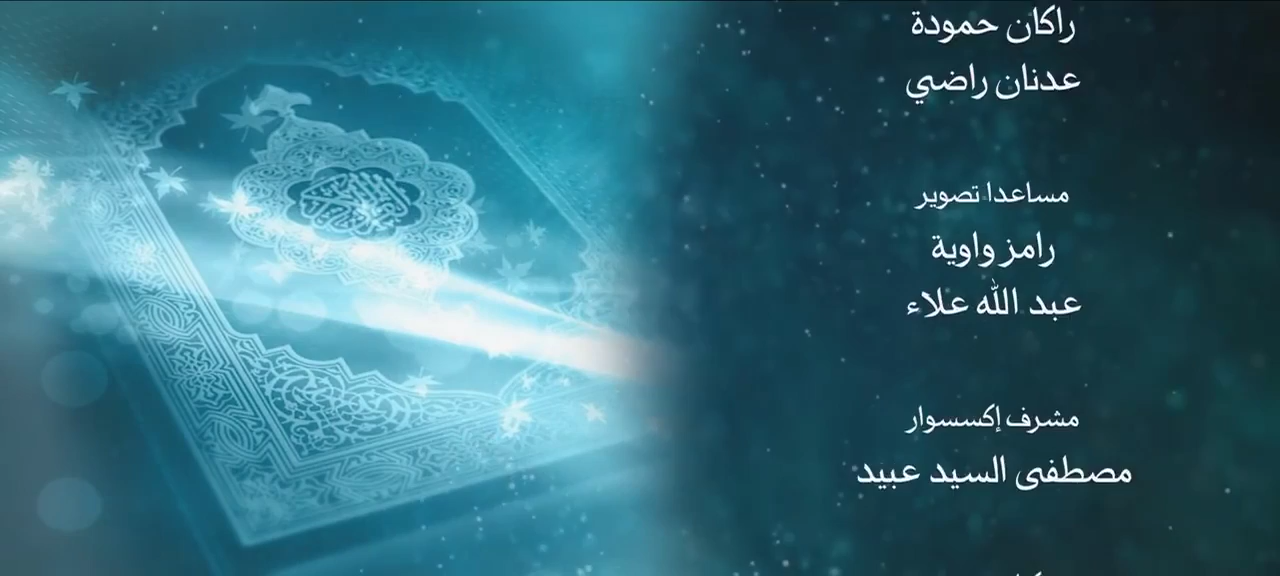 راكان حمودة
عدنان راضي
مساعدا تصوير
رامز واوية
عبد الله علاء
مشرف إكسسوار
مصطفى السيد عبيد